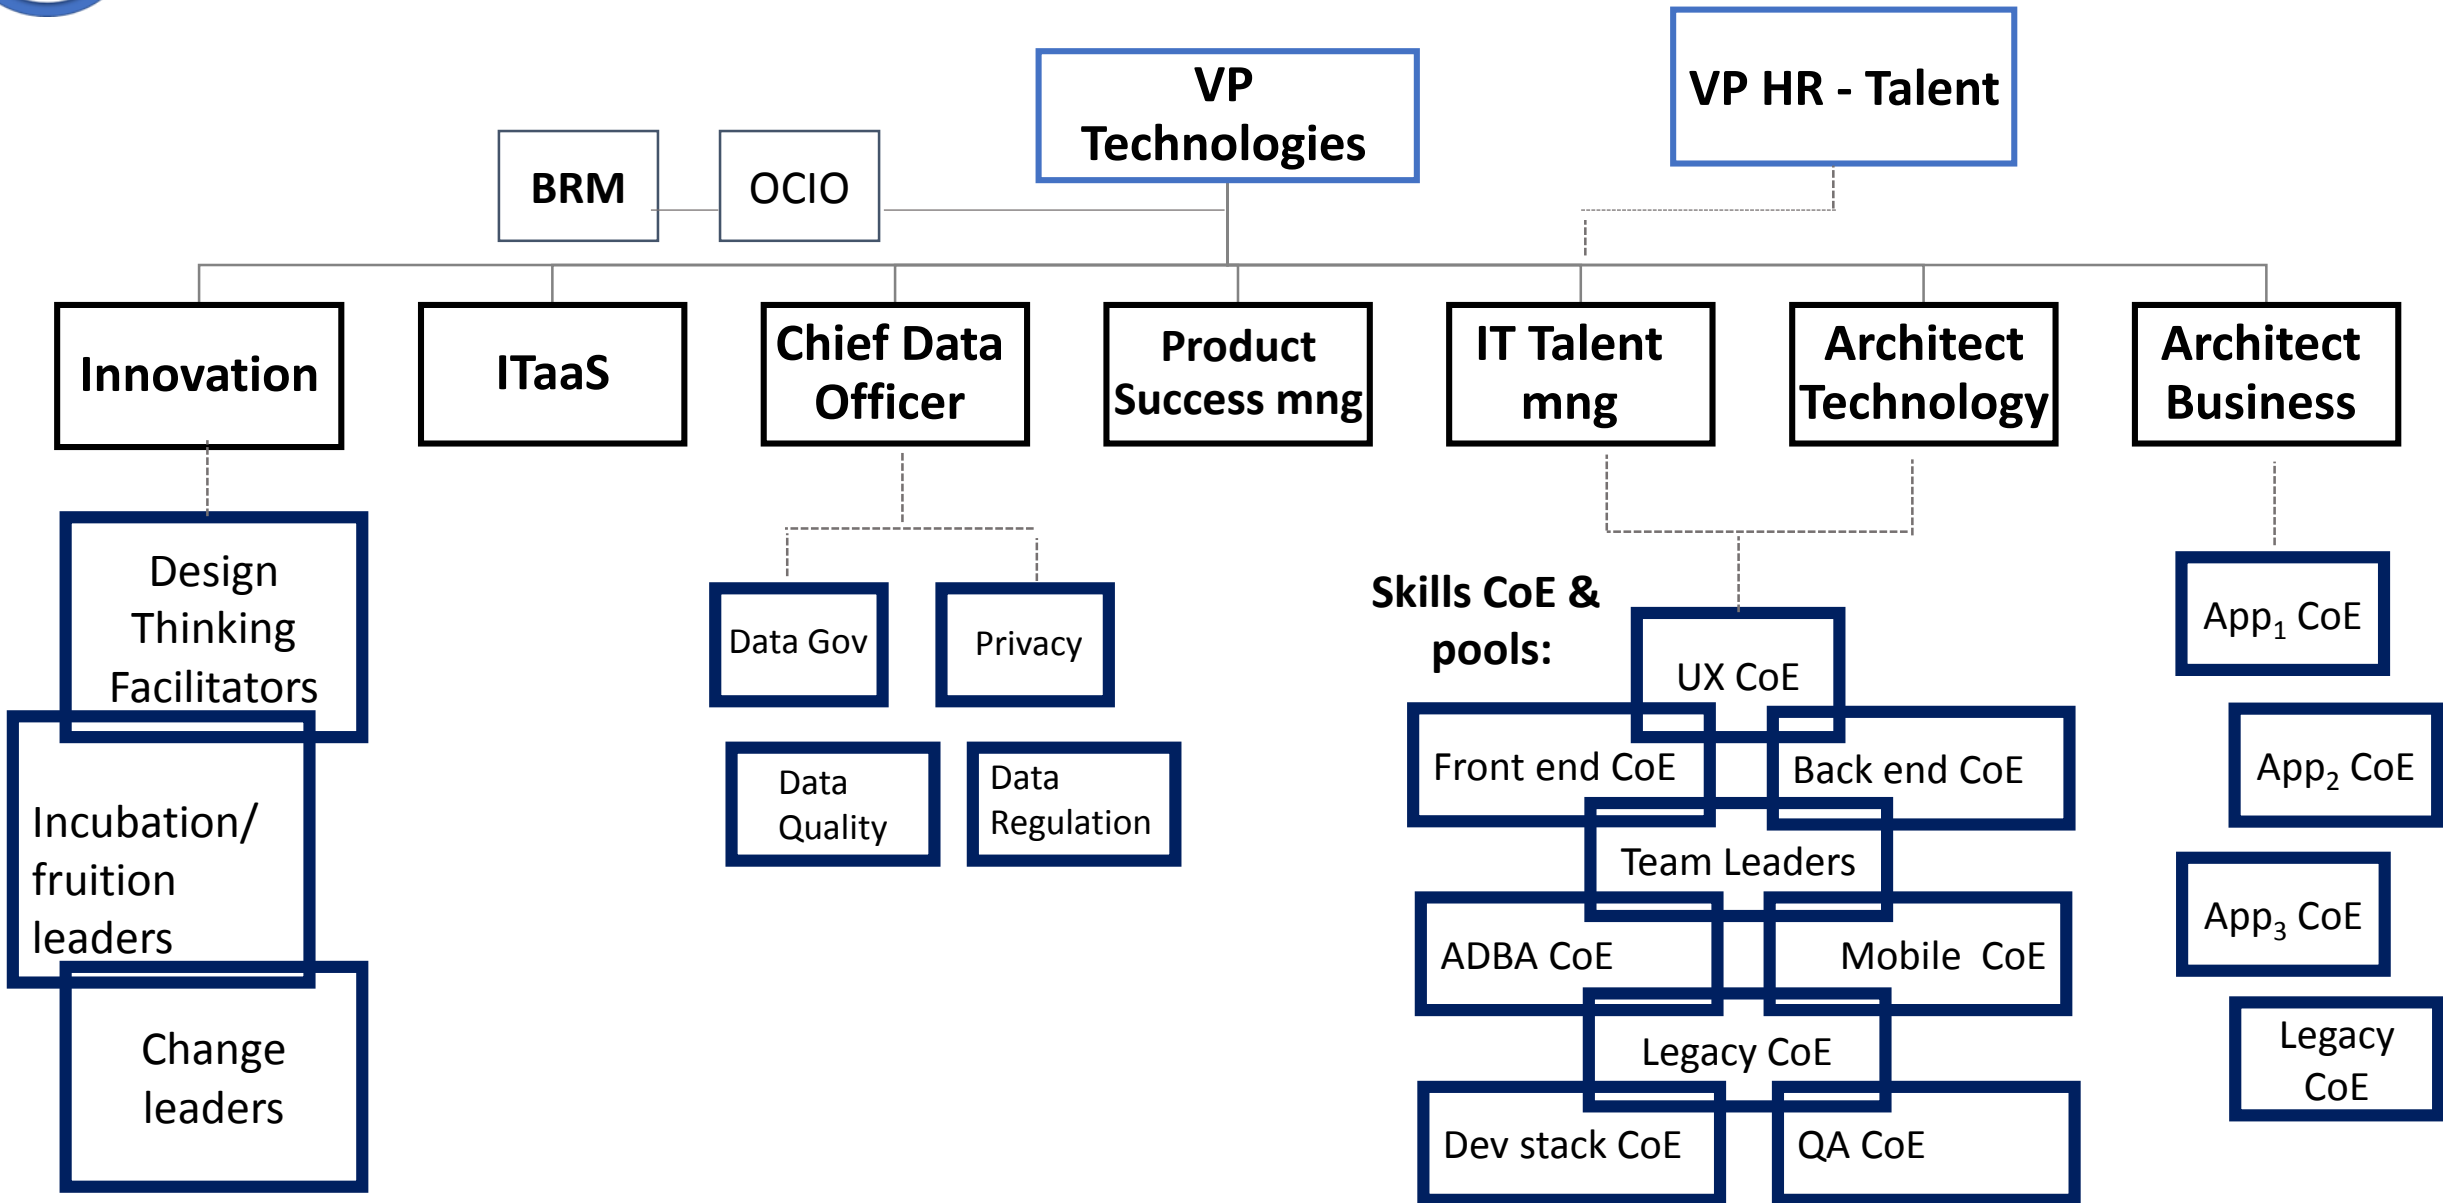 VP
Technologies
VP HR - Talent
BRM
OCIO
Innovation
ITaaS
Chief Data
Officer
Product
Success mng
IT Talent
mng
Architect
Technology
Architect
Business
Design
Thinking
Facilitators
Incubation/
fruition
leaders
Change
leaders
Data Gov
Privacy
Data
Quality
Data
Regulation
Skills CoE &
pools:
UX CoE
Front end CoE
Back end CoE
Team Leaders
ADBA CoE
Mobile  CoE
Legacy CoE
Dev stack CoE
QA CoE
App₁ CoE
App₂ CoE
App₃ CoE
Legacy
CoE